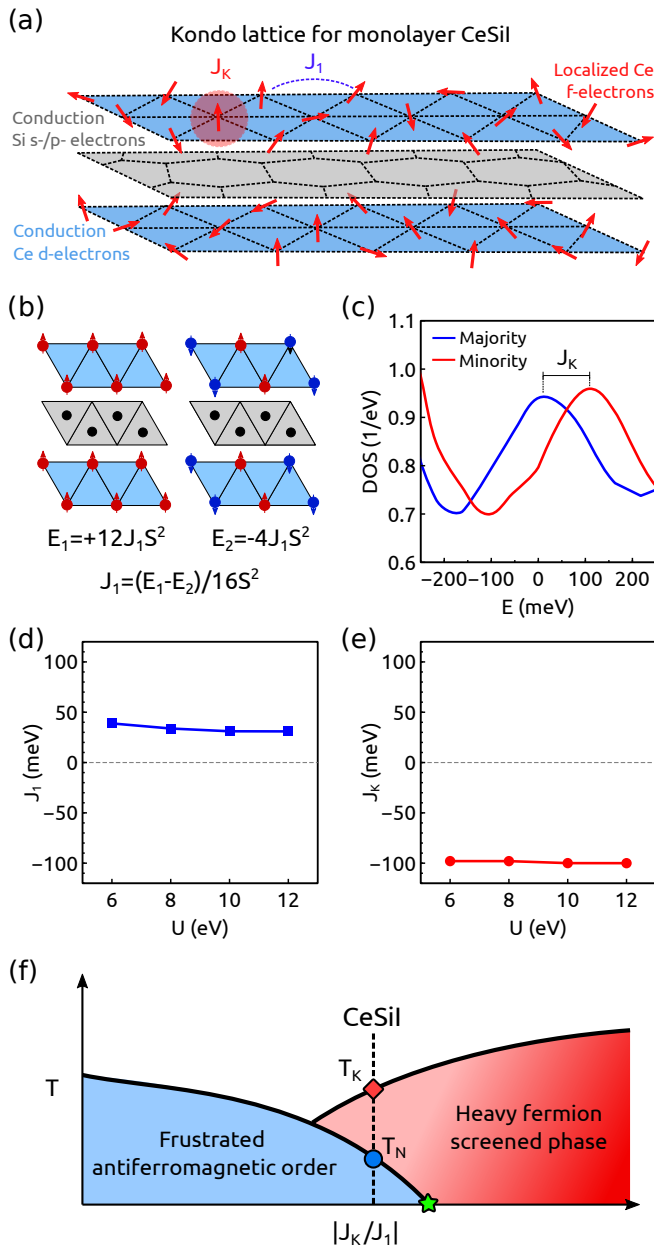 (a)
Kondo lattice for monolayer CeSiI
J_K
J_1
Localized Ce
f-electrons
Conduction
Si s-/p- electrons
Conduction
Ce d-electrons
(b)
E_1=+12J_1S^2
E_2=-4J_1S^2
J_1=(E_1-E_2)/16S^2
(c)
Majority
Minority
J_K
DOS (1/eV)
1.1
1.0
0.9
0.8
0.7
0.6
−200
−100
0
100
200
E (meV)
(d)
J_1 (meV)
100
50
0
−50
−100
6
8
10
12
U (eV)
(e)
J_K (meV)
100
50
0
−50
−100
6
8
10
12
U (eV)
(f)
CeSiI
T
T_K
T_N
Frustrated
antiferromagnetic order
Heavy fermion
screened phase
|J_K/J_1|